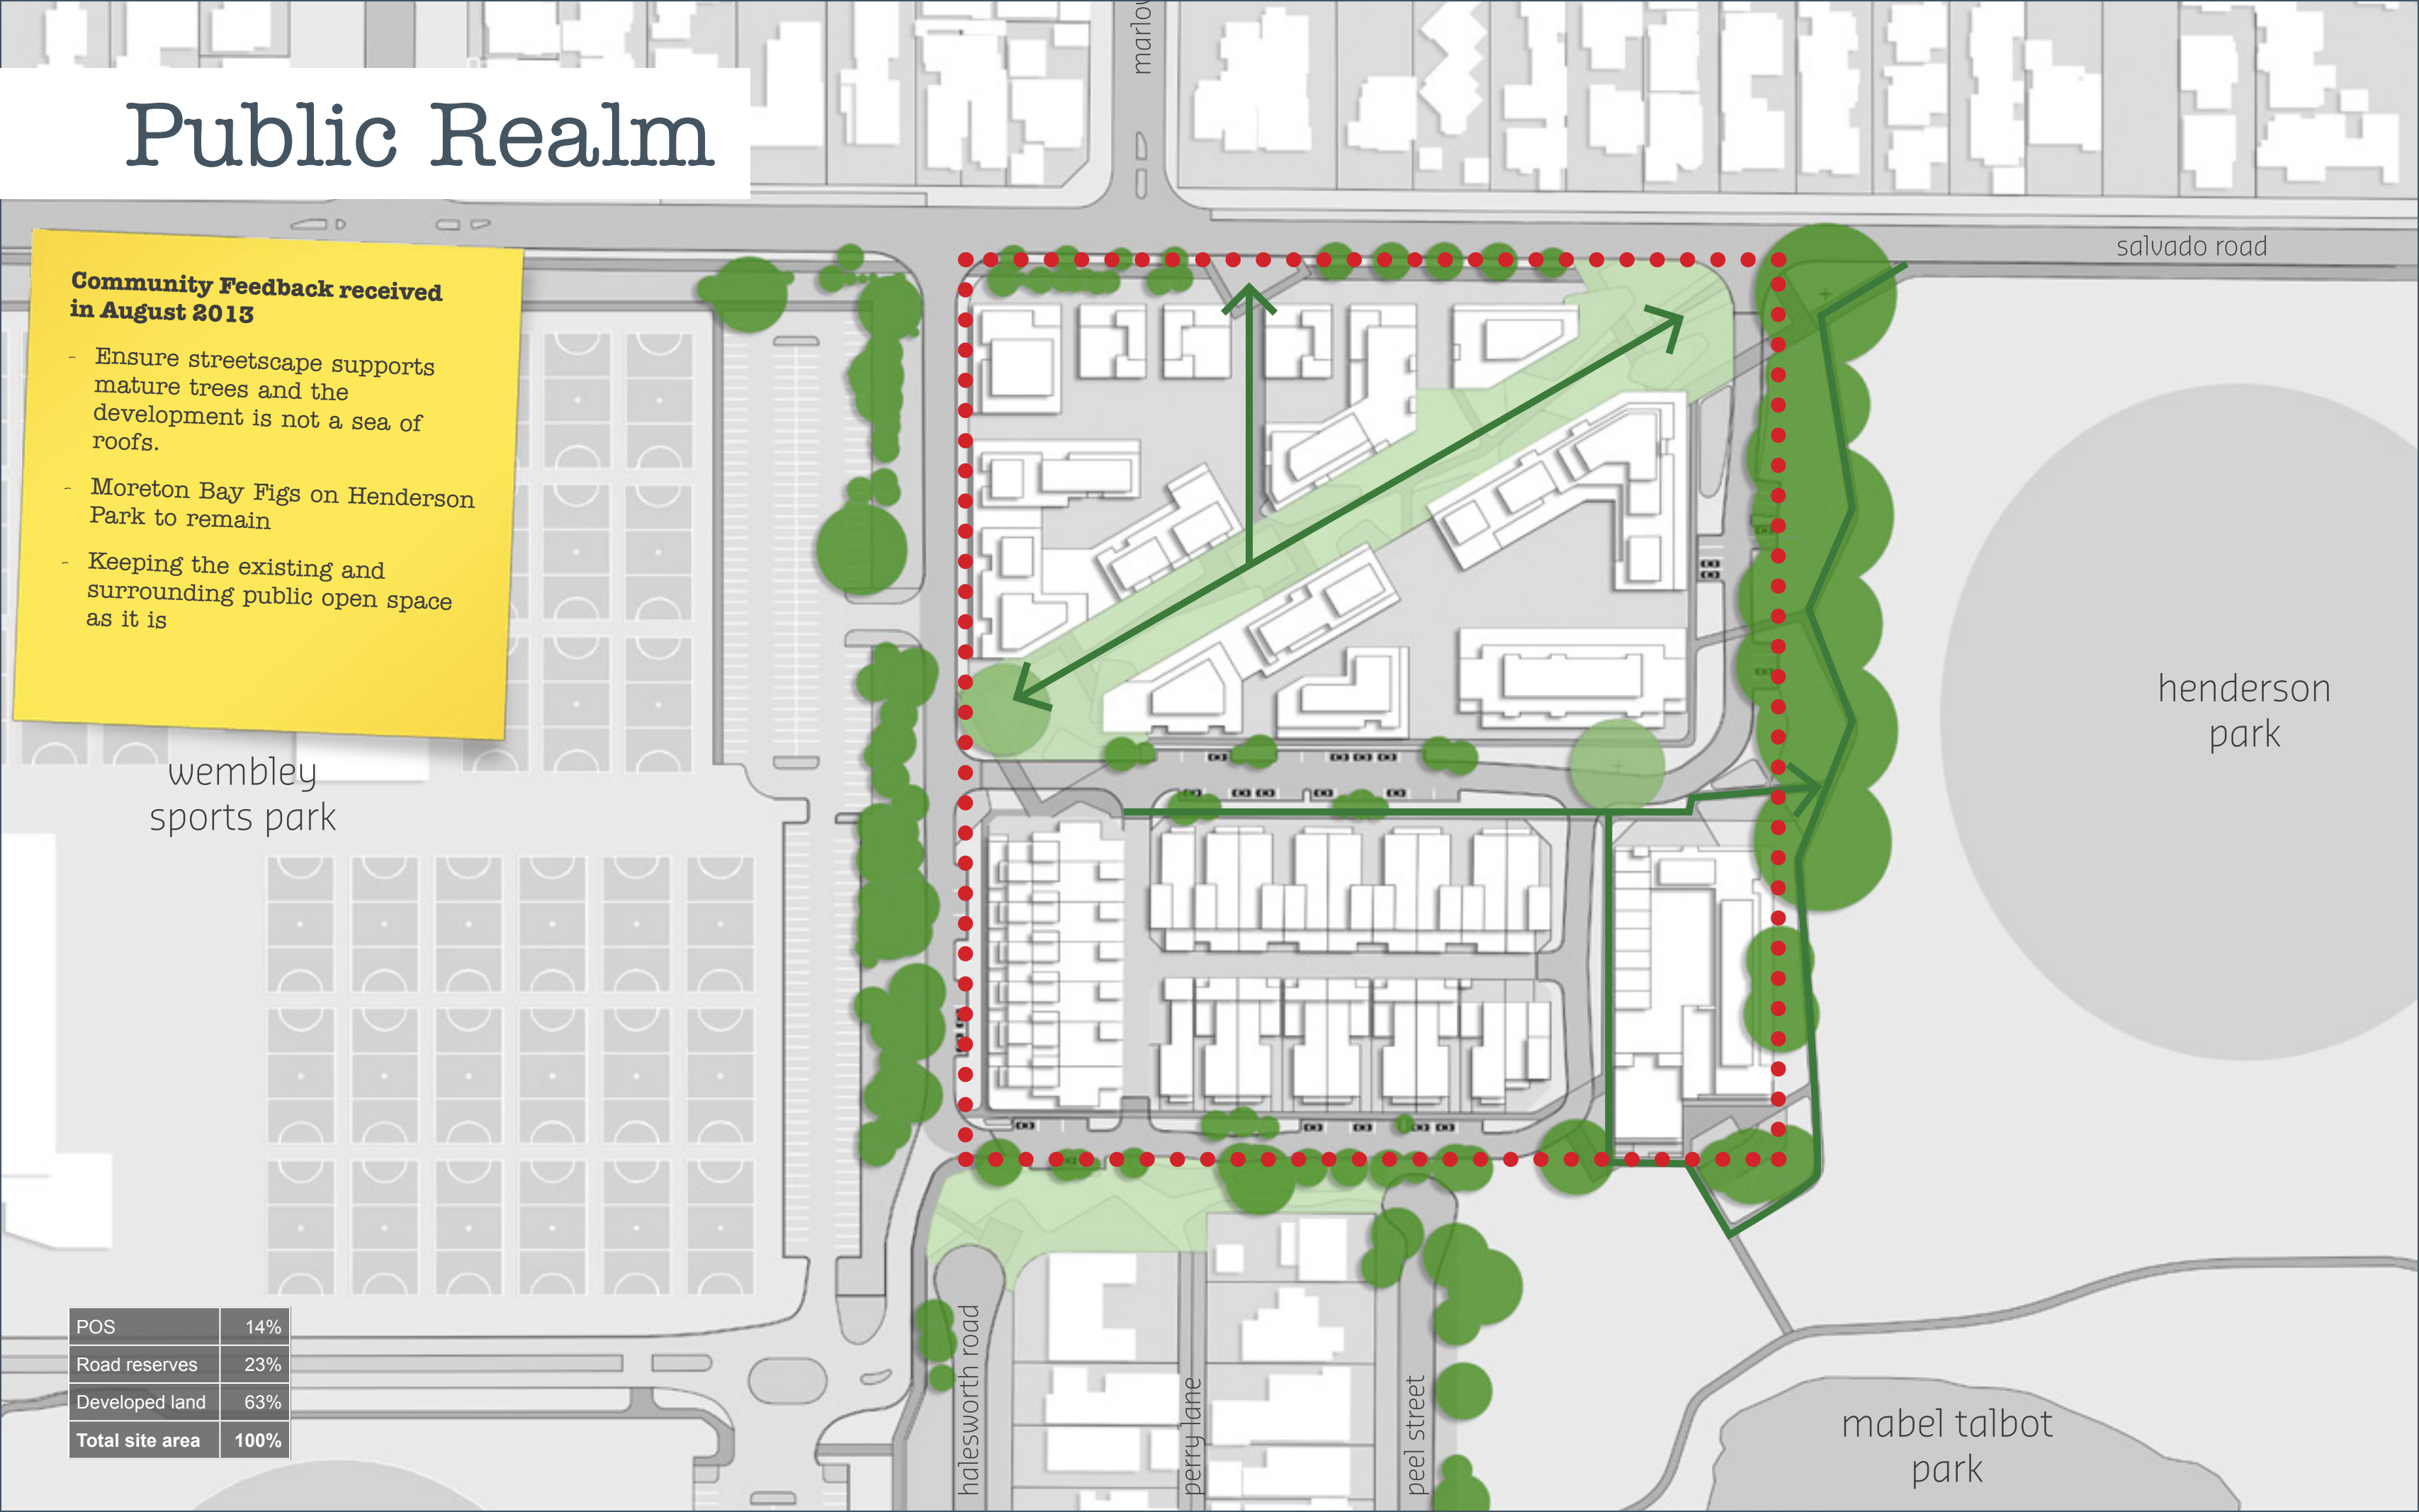 marlow
Public Realm
salvado road
Community Feedback received
in August 2013
- Ensure streetscape supports
mature trees and the
development is not a sea of
roofs.
- Moreton Bay Figs on Henderson
Park to remain
- Keeping the existing and
surrounding public open space
as it is
henderson
park
wembley
sports park
POS 14%
Road reserves 23%
Developed land 63%
Total site area 100%
halesworth road
perry lane
peel street
mabel talbot
park